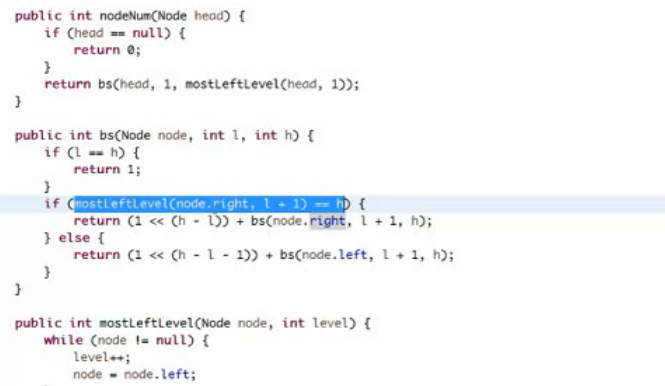 public int nodeNum(Node head) {
    if (head == null) {
        return 0;
    }
    return bs(head, 1, mostLeftLevel(head, 1));
}

public int bs(Node node, int l, int h) {
    if (l == h) {
        return 1;
    }
    if (mostLeftLevel(node.right, l + 1) == h) {
        return (1 << (h - l)) + bs(node.right, l + 1, h);
    } else {
        return (1 << (h - l - 1)) + bs(node.left, l + 1, h);
    }
}

public int mostLeftLevel(Node node, int level) {
    while (node != null) {
        level++;
        node = node.left;